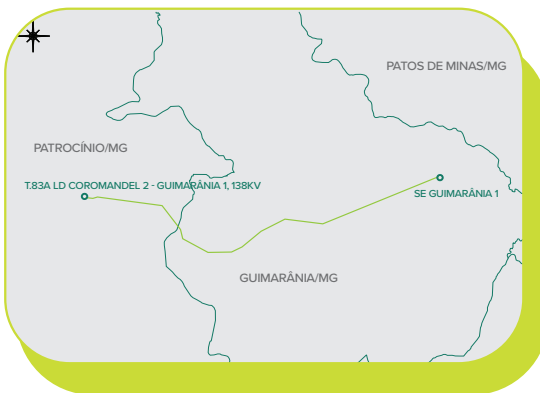 PATOS DE MINAS/MG
PATROCÍNIO/MG
T.83A LD COROMANDEL 2 - GUIMARÂNIA 1, 138KV
SE GUIMARÂNIA 1
GUIMARÂNIA/MG